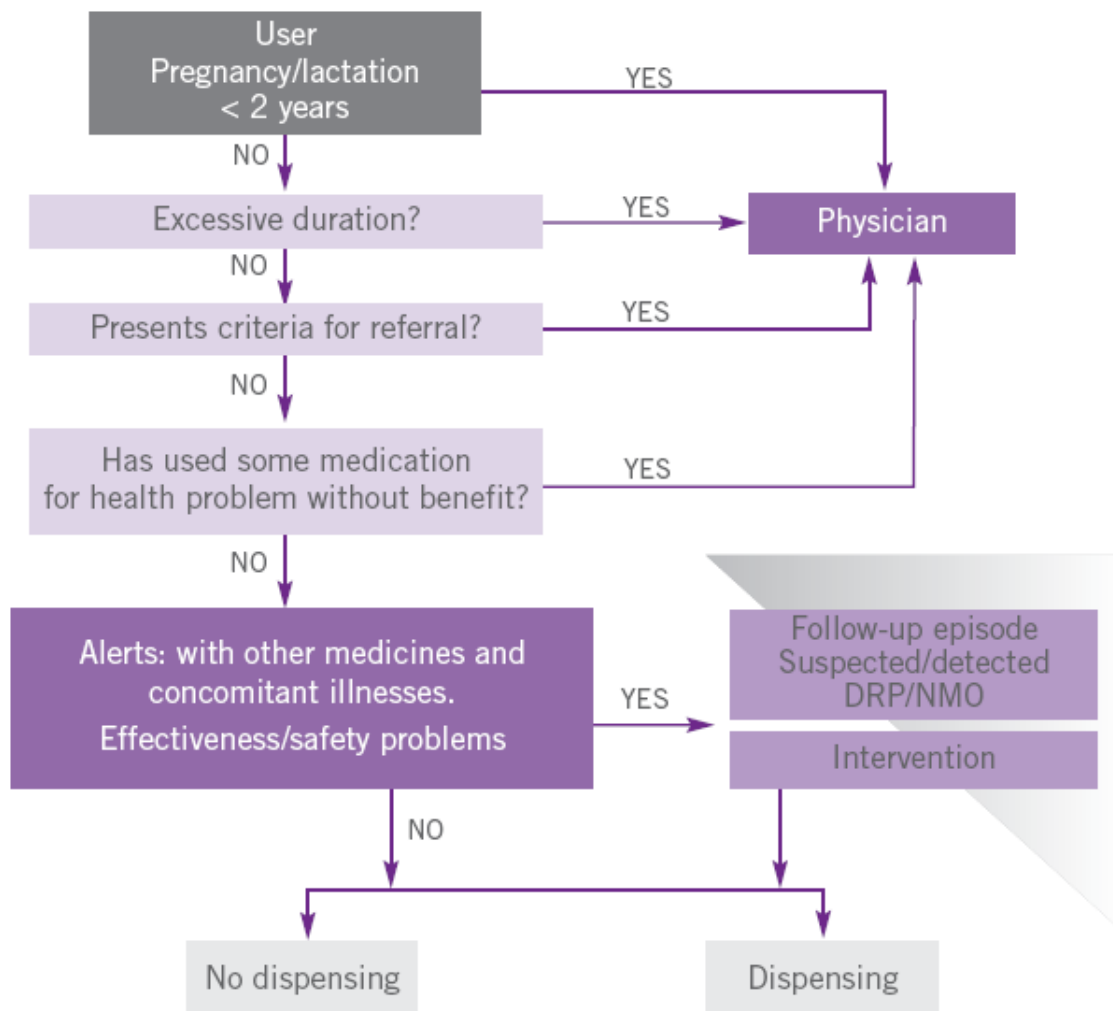 User
Pregnancy/lactation
< 2 years
YES
NO
Excessive duration?
YES
Physician
NO
Presents criteria for referral?
YES
NO
Has used some medication
for health problem without benefit?
YES
NO
Alerts: with other medicines and
concomitant illnesses.
Effectiveness/safety problems
YES
Follow-up episode
Suspected/detected
DRP/NMO
Intervention
NO
No dispensing
Dispensing